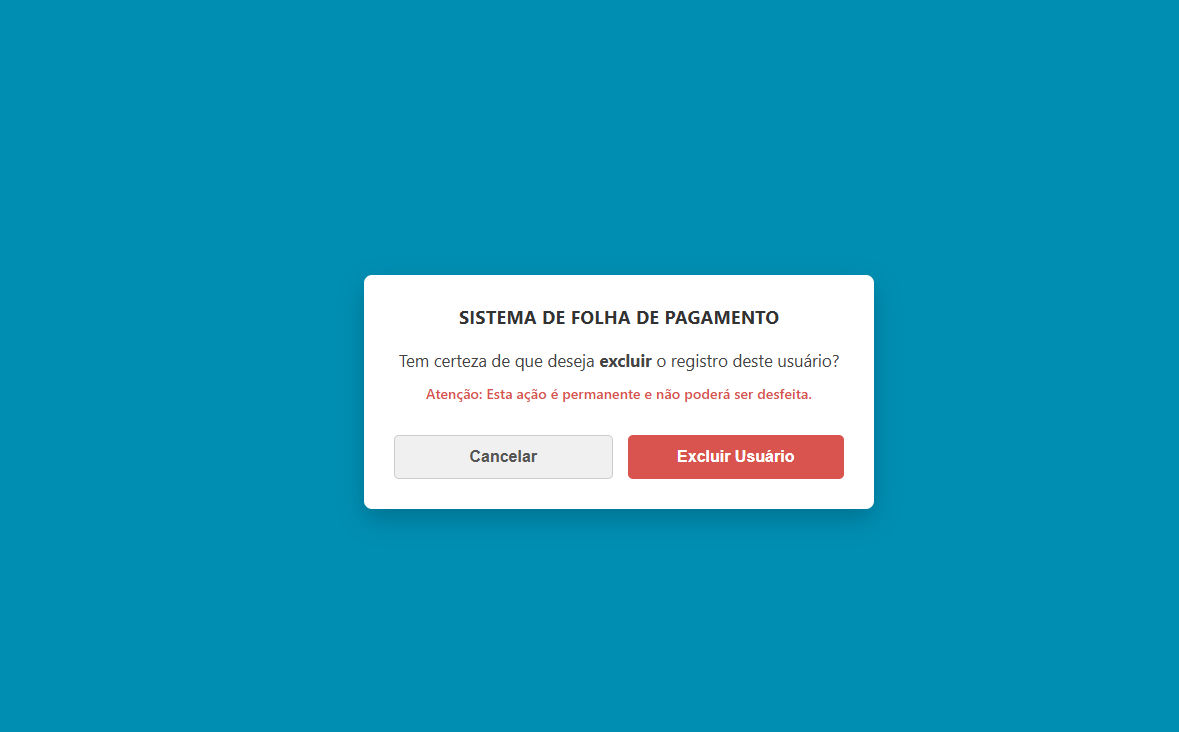 SISTEMA DE FOLHA DE PAGAMENTO
Tem certeza de que deseja excluir o registro deste usuário?
Atenção: Esta ação é permanente e não poderá ser desfeita.
Cancelar
Excluir Usuário